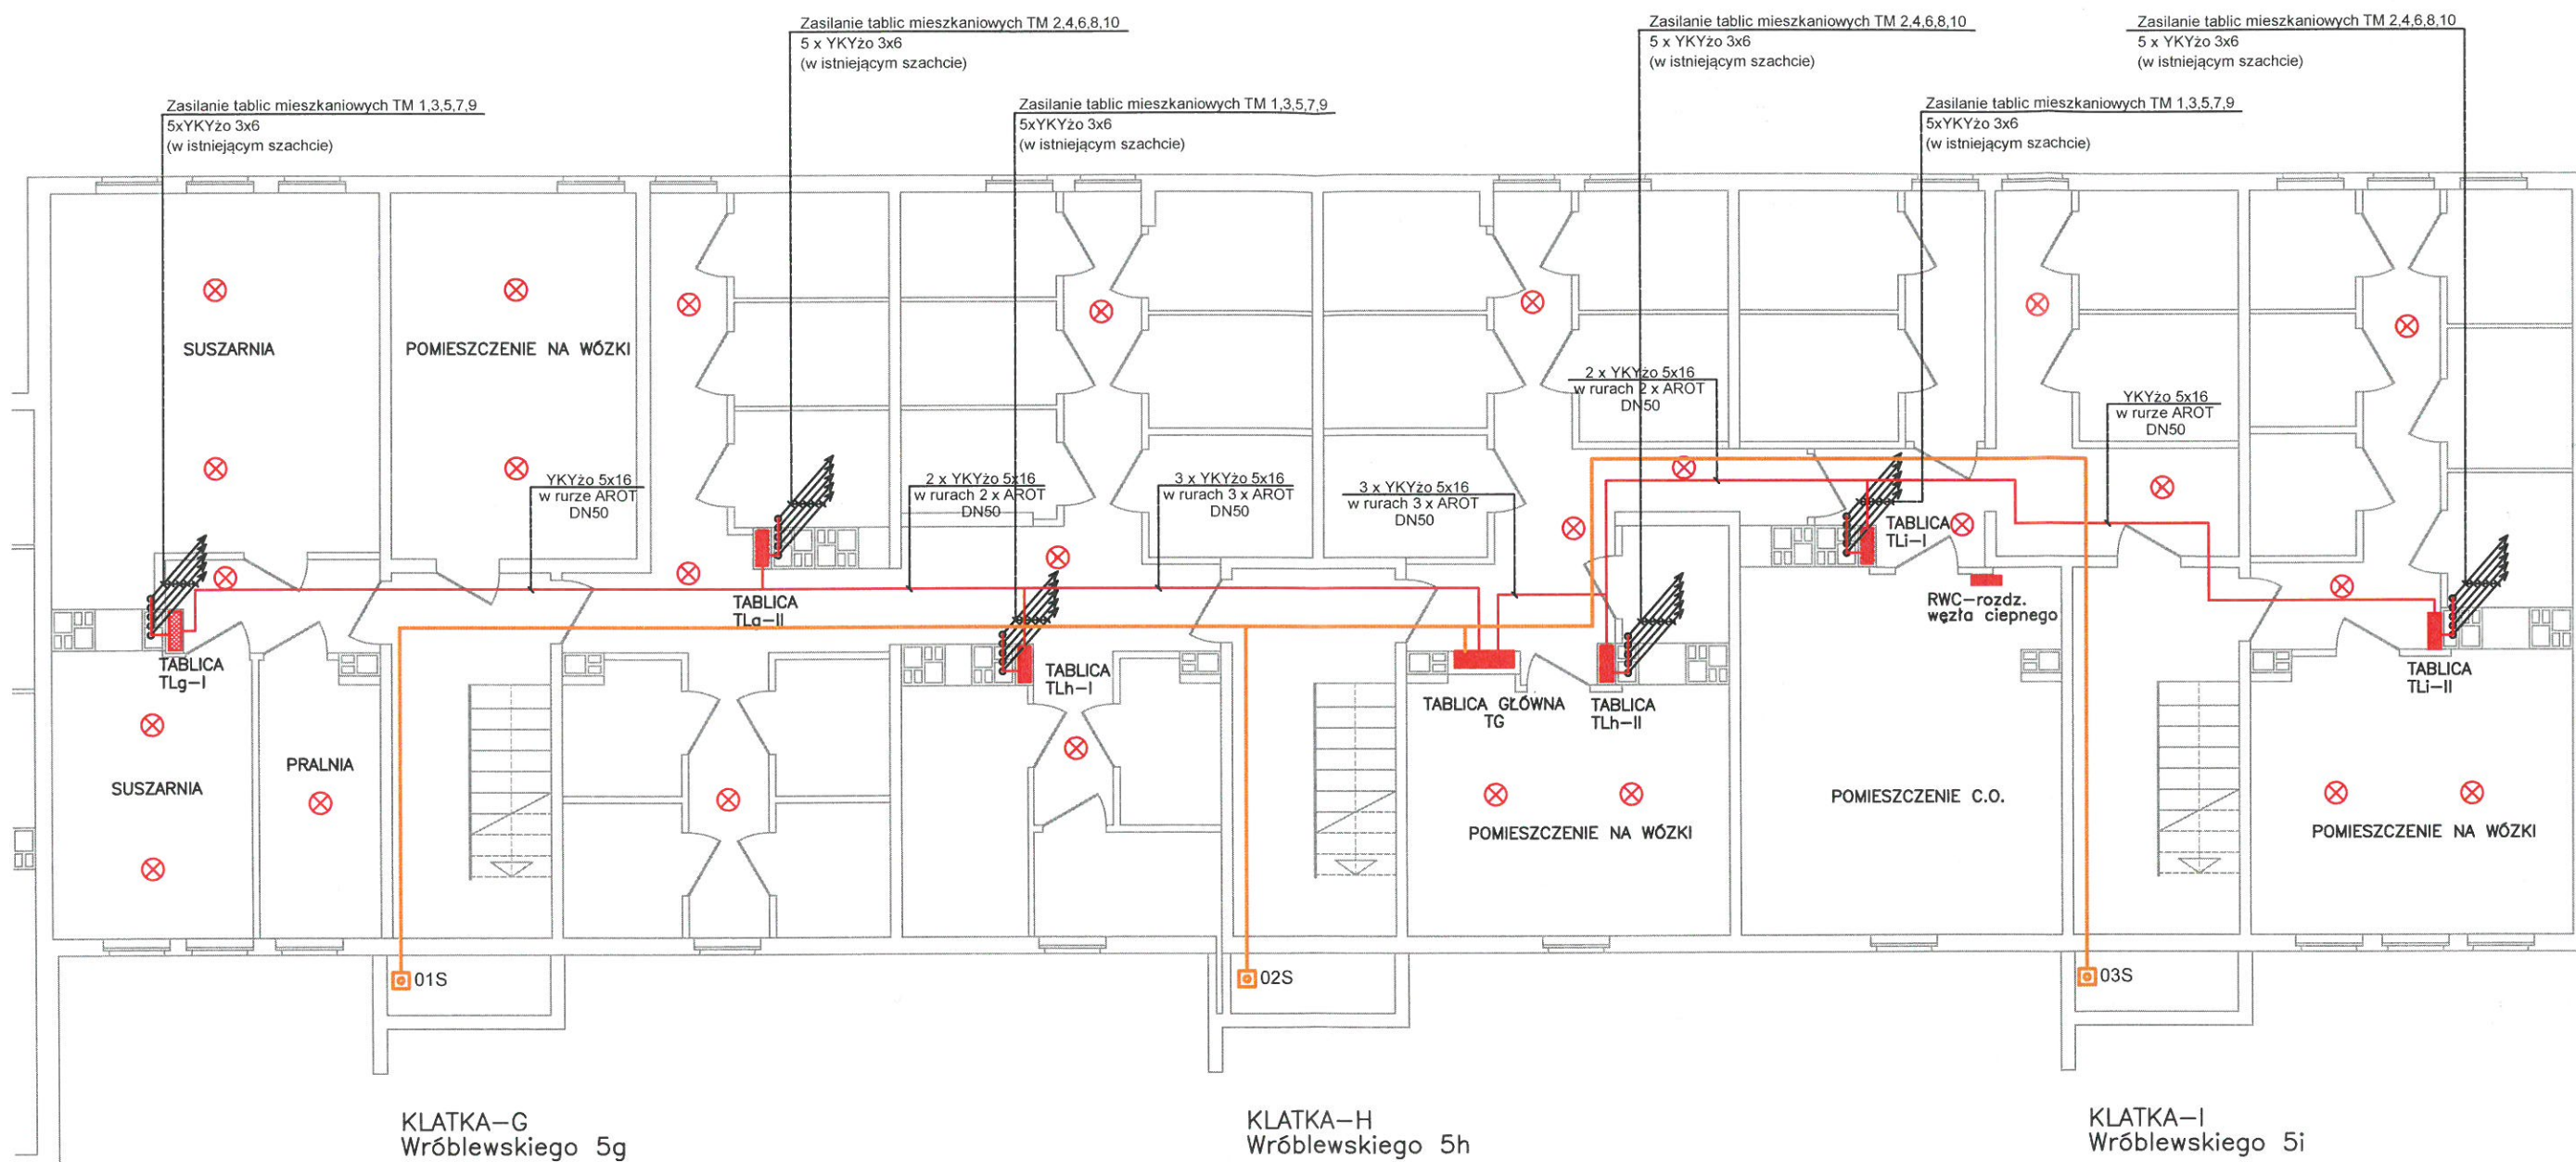 Zasilanie tablic mieszkaniowych TM 2,4,6,8,10
5 x YKYżo 3x6
(w istniejącym szachcie)
Zasilanie tablic mieszkaniowych TM 2,4,6,8,10
5 x YKYżo 3x6
(w istniejącym szachcie)
Zasilanie tablic mieszkaniowych TM 2,4,6,8,10
5 x YKYżo 3x6
(w istniejącym szachcie)
Zasilanie tablic mieszkaniowych TM 1,3,5,7,9
5xYKYżo 3x6
(w istniejącym szachcie)
Zasilanie tablic mieszkaniowych TM 1,3,5,7,9
5xYKYżo 3x6
(w istniejącym szachcie)
Zasilanie tablic mieszkaniowych TM 1,3,5,7,9
5xYKYżo 3x6
(w istniejącym szachcie)
SUSZARNIA
POMIESZCZENIE NA WÓZKI
2 x YKYżo 5x16
w rurach 2 x AROT
DN50
YKYżo 5x16
w rurze AROT
DN50
YKYżo 5x16
w rurze AROT
DN50
2 x YKYżo 5x16
w rurach 2 x AROT
DN50
3 x YKYżo 5x16
w rurach 3 x AROT
DN50
3 x YKYżo 5x16
w rurach 3 x AROT
DN50
TABLICA
TLi-I
TABLICA
TLg-II
RWC-rozdz.
węzła ciepnego
TABLICA
TLg-I
TABLICA
TLh-I
TABLICA GŁÓWNA
TG
TABLICA
TLh-II
TABLICA
TLi-II
SUSZARNIA
PRALNIA
POMIESZCZENIE NA WÓZKI
POMIESZCZENIE C.O.
POMIESZCZENIE NA WÓZKI
01S
02S
03S
KLATKA-G
Wróblewskiego 5g
KLATKA-H
Wróblewskiego 5h
KLATKA-I
Wróblewskiego 5i